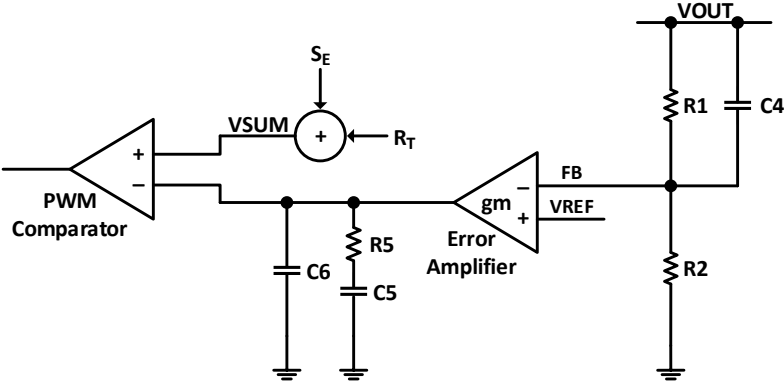 VOUT
SE
R1
C4
VSUM
+
RT
+
−
PWM
Comparator
gm
−
+
FB
VREF
Error
Amplifier
R5
C6
C5
R2